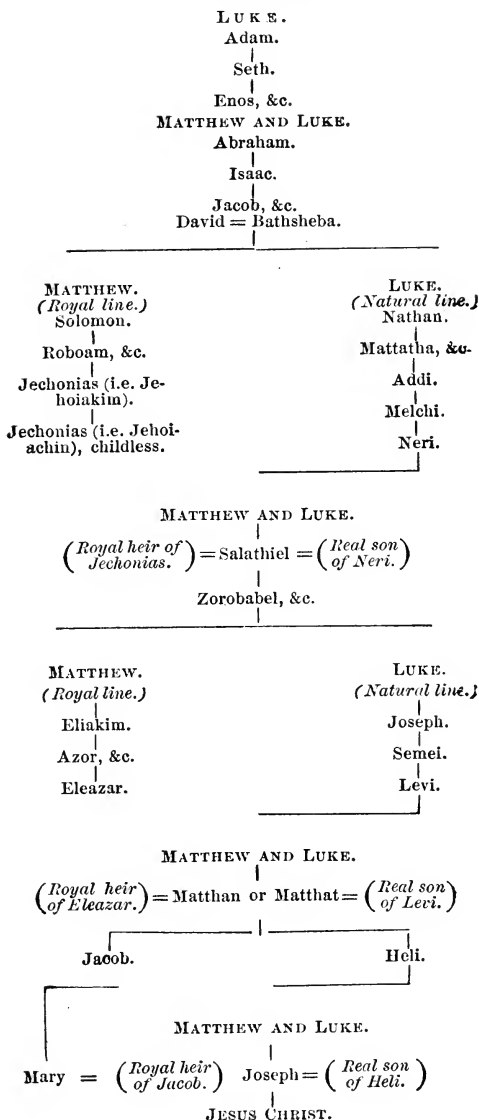 LUKE.
Adam.
Seth.
Enos, &c.
MATTHEW AND LUKE.
Abraham.
Isaac.
Jacob, &c.
David = Bathsheba.
MATTHEW.
(Royal line.)
Solomon.
Roboam, &c.
Jechonias (i.e. Je-
hoiakim).
Jechonias (i.e. Jehoi-
achin), childless.
LUKE.
(Natural line.)
Nathan.
Mattatha, &c.
Addi.
Melchi.
Neri.
MATTHEW AND LUKE.
(Royal heir of Jechonias.) = Salathiel = (Real son of Neri.)
Zorobabel, &c.
MATTHEW.
(Royal line.)
Eliakim.
Azor, &c.
Eleazar.
LUKE.
(Natural line.)
Joseph.
Semei.
Levi.
MATTHEW AND LUKE.
(Royal heir of Eleazar.) = Matthan or Matthat = (Real son of Levi.)
Jacob.
Heli.
MATTHEW AND LUKE.
Mary = (Royal heir of Jacob.) Joseph = (Real son of Heli.)
JESUS CHRIST.